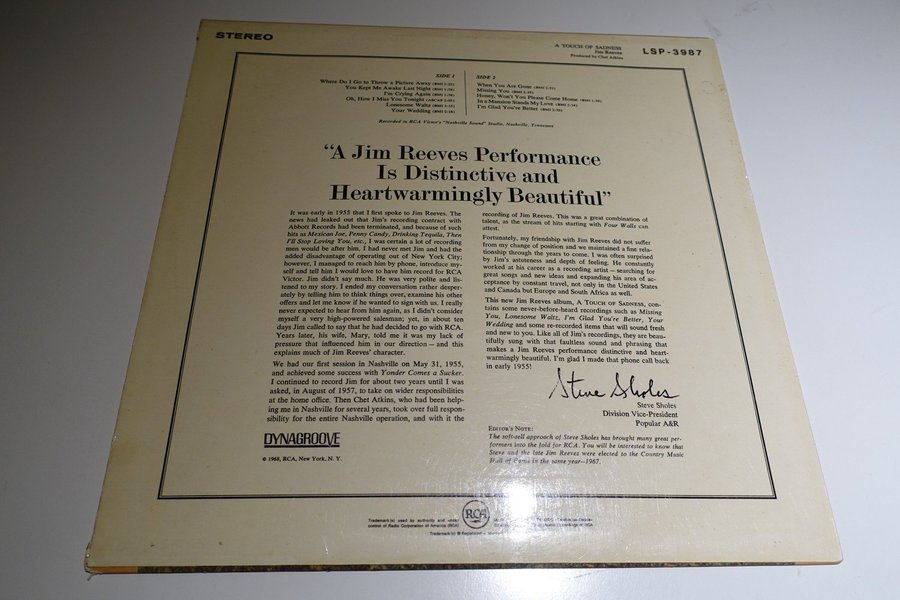 STEREO
A TOUCH OF SADNESS
Jim Reeves
Produced by Chet Atkins
LSP-3987
SIDE 1
Where Do I Go to Throw a Picture Away
You Kept Me Awake Last Night
I'm Crying Again
Oh, How I Miss You Tonight
Lonesome Waltz
Your Wedding
SIDE 2
When You Are Gone
Missing You
Honey, Won't You Please Come Home
In a Mansion Stands My Love
I'm Glad You're Better
Recorded in RCA Victor's "Nashville Sound" Studio, Nashville, Tennessee
“A Jim Reeves Performance
Is Distinctive and
Heartwarmingly Beautiful”
It was early in 1955 that I first spoke to Jim Reeves. The
news had leaked out that Jim's recording contract with
Abbott Records had been terminated, and because of such
hits as Mexican Joe, Penny Candy, Drinking Tequila, Then
I'll Stop Loving You, etc., I was certain a lot of recording
men would be after him. I had never met Jim and had the
added disadvantage of operating out of New York City;
however, I managed to reach him by phone, introduce my-
self and tell him I would love to have him record for RCA
Victor. Jim didn't say much. He was very polite and lis-
tened to my story. I ended my conversation rather desper-
ately by telling him to think things over, examine his other
offers and let me know if he wanted to sign with us. I really
never expected to hear from him again, as I didn't consider
myself a very high-powered salesman; yet, in about ten
days Jim called to say that he had decided to go with RCA.
Years later, his wife, Mary, told me it was my lack of
pressure that influenced him in our direction—and this
explains much of Jim Reeves' character.
We had our first session in Nashville on May 31, 1955,
and achieved some success with Yonder Comes a Sucker.
I continued to record Jim for about two years until I was
asked, in August of 1957, to take on wider responsibilities
at the home office. Then Chet Atkins, who had been help-
ing me in Nashville for several years, took over full respon-
sibility for the entire Nashville operation, and with it the
recording of Jim Reeves. This was a great combination of
talent, as the stream of hits starting with Four Walls can
attest.
Fortunately, my friendship with Jim Reeves did not suffer
from my change of position and we maintained a fine rela-
tionship through the years to come. I was often surprised
by Jim's astuteness and depth of feeling. He constantly
worked at his career as a recording artist—searching for
great songs and new ideas and expanding his area of ac-
ceptance by constant travel, not only in the United States
and Canada but Europe and South Africa as well.
This new Jim Reeves album, A TOUCH OF SADNESS, con-
tains some never-before-heard recordings such as Missing
You, Lonesome Waltz, I'm Glad You're Better, Your
Wedding and some re-recorded items that will sound fresh
and new to you. Like all of Jim's recordings, they are beau-
tifully sung with that faultless sound and phrasing that
makes a Jim Reeves performance distinctive and heart-
warmingly beautiful. I'm glad I made that phone call back
in early 1955!
Steve Sholes
Steve Sholes
Division Vice-President
Popular A&R
EDITOR'S NOTE:
The soft-sell approach of Steve Sholes has brought many great per-
formers into the fold for RCA. You will be interested to know that
Steve and the late Jim Reeves were elected to the Country Music
Hall of Fame in the same year—1967.
DYNAGROOVE
© 1968, RCA, New York, N. Y.
RCA
Trademark(s) used by authority and under
control of Radio Corporation of America (RCA)